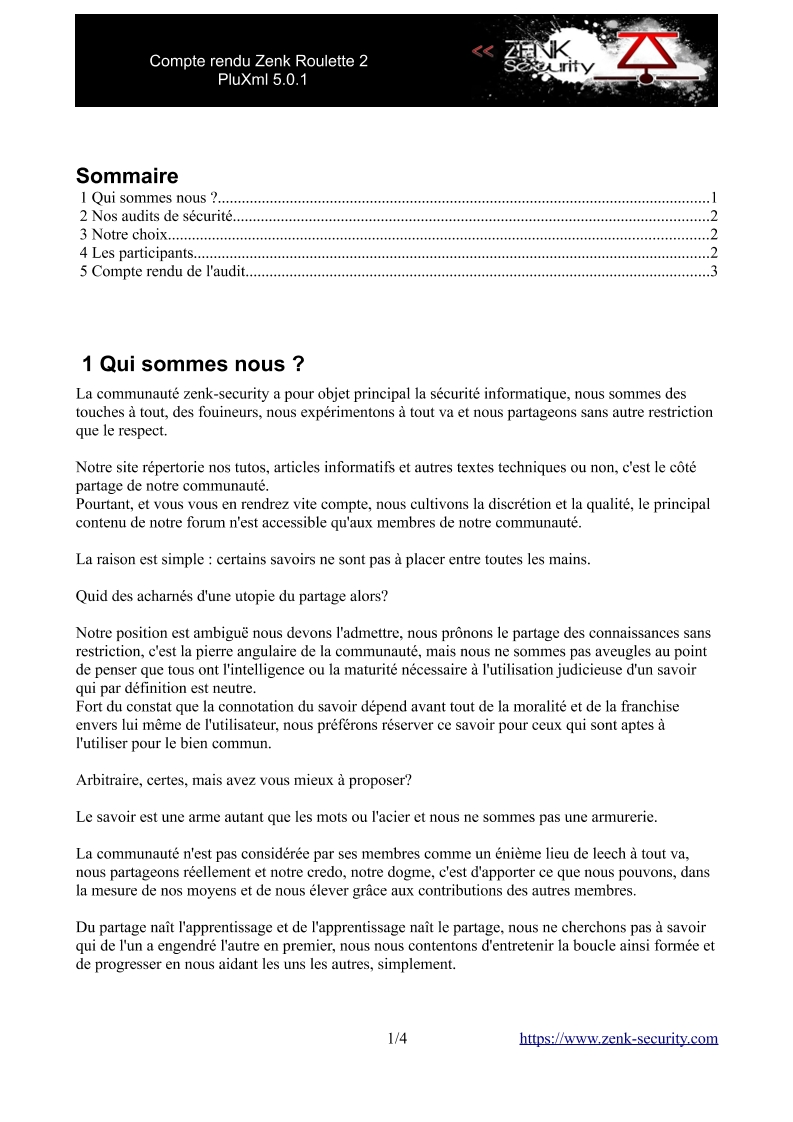 Compte rendu Zenk Roulette 2
PluXml 5.0.1
<< ZENK
Security
Sommaire
1 Qui sommes nous ?..........................................................................................................................1
2 Nos audits de sécurité......................................................................................................................2
3 Notre choix......................................................................................................................................2
4 Les participants................................................................................................................................2
5 Compte rendu de l'audit...................................................................................................................3
1 Qui sommes nous ?
La communauté zenk-security a pour objet principal la sécurité informatique, nous sommes des
touches à tout, des fouineurs, nous expérimentons à tout va et nous partageons sans autre restriction
que le respect.
Notre site répertorie nos tutos, articles informatifs et autres textes techniques ou non, c'est le côté
partage de notre communauté.
Pourtant, et vous vous en rendrez vite compte, nous cultivons la discrétion et la qualité, le principal
contenu de notre forum n'est accessible qu'aux membres de notre communauté.
La raison est simple : certains savoirs ne sont pas à placer entre toutes les mains.
Quid des acharnés d'une utopie du partage alors?
Notre position est ambiguë nous devons l'admettre, nous prônons le partage des connaissances sans
restriction, c'est la pierre angulaire de la communauté, mais nous ne sommes pas aveugles au point
de penser que tous ont l'intelligence ou la maturité nécessaire à l'utilisation judicieuse d'un savoir
qui par définition est neutre.
Fort du constat que la connotation du savoir dépend avant tout de la moralité et de la franchise
envers lui même de l'utilisateur, nous préférons réserver ce savoir pour ceux qui sont aptes à
l'utiliser pour le bien commun.
Arbitraire, certes, mais avez vous mieux à proposer?
Le savoir est une arme autant que les mots ou l'acier et nous ne sommes pas une armurerie.
La communauté n'est pas considérée par ses membres comme un énième lieu de leech à tout va,
nous partageons réellement et notre credo, notre dogme, c'est d'apporter ce que nous pouvons, dans
la mesure de nos moyens et de nous élever grâce aux contributions des autres membres.
Du partage naît l'apprentissage et de l'apprentissage naît le partage, nous ne cherchons pas à savoir
qui de l'un a engendré l'autre en premier, nous nous contentons d'entretenir la boucle ainsi formée et
de progresser en nous aidant les uns les autres, simplement.
1/4
https://www.zenk-security.com